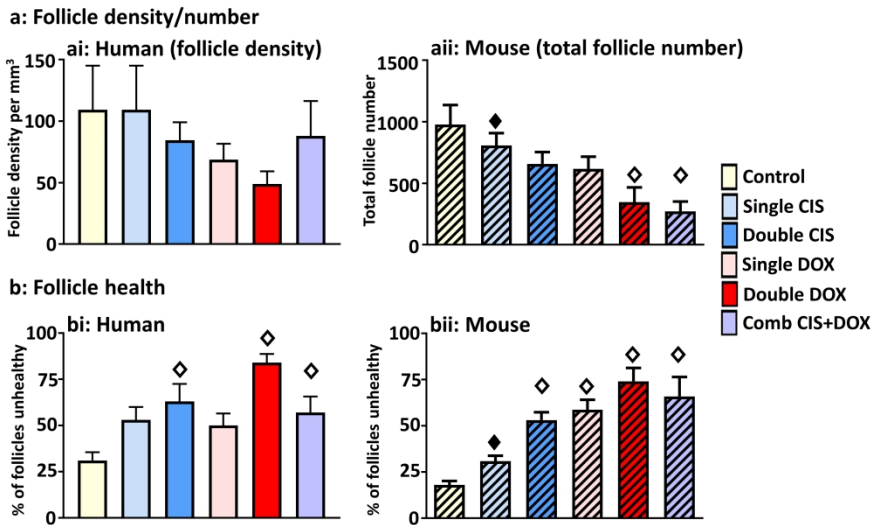 a: Follicle density/number
ai: Human (follicle density)
Follicle density per mm³
150
100
50
0
aii: Mouse (total follicle number)
Total follicle number
1500
1000
500
0
Control
Single CIS
Double CIS
Single DOX
Double DOX
Comb CIS+DOX
b: Follicle health
bi: Human
% of follicles unhealthy
100
75
50
25
0
bii: Mouse
% of follicles unhealthy
100
75
50
25
0